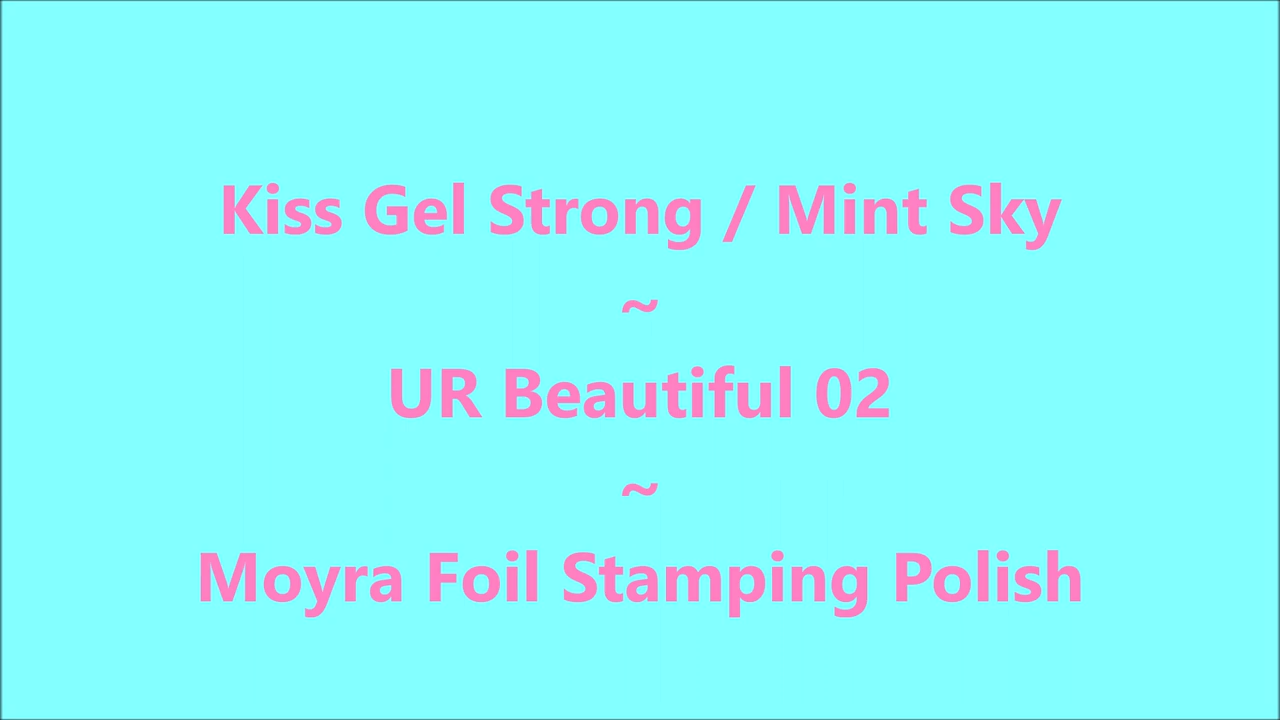 Kiss Gel Strong / Mint Sky
~
UR Beautiful 02
~
Moyra Foil Stamping Polish